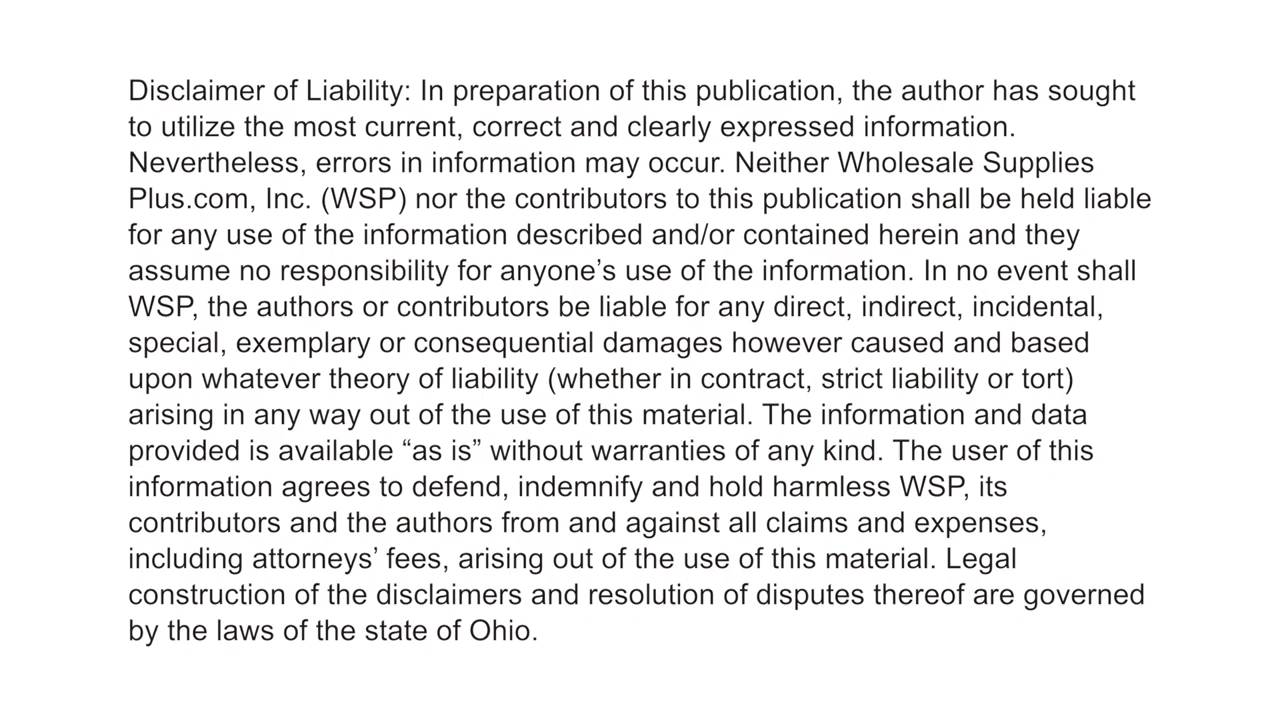 Disclaimer of Liability: In preparation of this publication, the author has sought
to utilize the most current, correct and clearly expressed information.
Nevertheless, errors in information may occur. Neither Wholesale Supplies
Plus.com, Inc. (WSP) nor the contributors to this publication shall be held liable
for any use of the information described and/or contained herein and they
assume no responsibility for anyone’s use of the information. In no event shall
WSP, the authors or contributors be liable for any direct, indirect, incidental,
special, exemplary or consequential damages however caused and based
upon whatever theory of liability (whether in contract, strict liability or tort)
arising in any way out of the use of this material. The information and data
provided is available “as is” without warranties of any kind. The user of this
information agrees to defend, indemnify and hold harmless WSP, its
contributors and the authors from and against all claims and expenses,
including attorneys’ fees, arising out of the use of this material. Legal
construction of the disclaimers and resolution of disputes thereof are governed
by the laws of the state of Ohio.